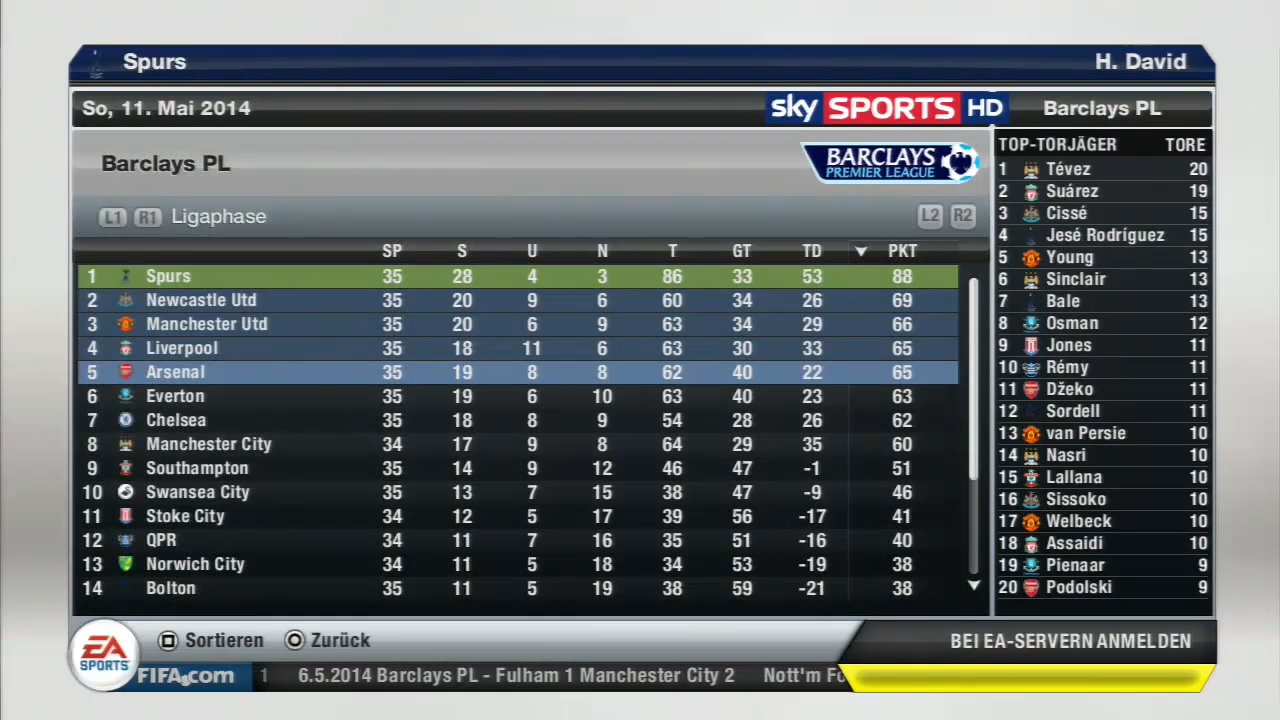 Spurs H. David
So, 11. Mai 2014 sky SPORTS HD Barclays PL
Barclays PL BARCLAYS PREMIER LEAGUE
L1 R1 Ligaphase L2 R2
SP S U N T GT TD PKT
1 Spurs 35 28 4 3 86 33 53 88
2 Newcastle Utd 35 20 9 6 60 34 26 69
3 Manchester Utd 35 20 6 9 63 34 29 66
4 Liverpool 35 18 11 6 63 30 33 65
5 Arsenal 35 19 8 8 62 40 22 65
6 Everton 35 19 6 10 63 40 23 63
7 Chelsea 35 18 8 9 54 28 26 62
8 Manchester City 34 17 9 8 64 29 35 60
9 Southampton 35 14 9 12 46 47 -1 51
10 Swansea City 35 13 7 15 38 47 -9 46
11 Stoke City 34 12 5 17 39 56 -17 41
12 QPR 34 11 7 16 35 51 -16 40
13 Norwich City 34 11 5 18 34 53 -19 38
14 Bolton 35 11 5 19 38 59 -21 38
TOP-TORJÄGER TORE
1 Tévez 20
2 Suárez 19
3 Cissé 15
4 Jesé Rodríguez 15
5 Young 13
6 Sinclair 13
7 Bale 13
8 Osman 12
9 Jones 11
10 Rémy 11
11 Džeko 11
12 Sordell 11
13 van Persie 10
14 Nasri 10
15 Lallana 10
16 Sissoko 10
17 Welbeck 10
18 Assaidi 10
19 Pienaar 9
20 Podolski 9
EA SPORTS Sortieren Zurück BEI EA-SERVERN ANMELDEN
FIFA.com 1 6.5.2014 Barclays PL - Fulham 1 Manchester City 2 Nott'm Fo